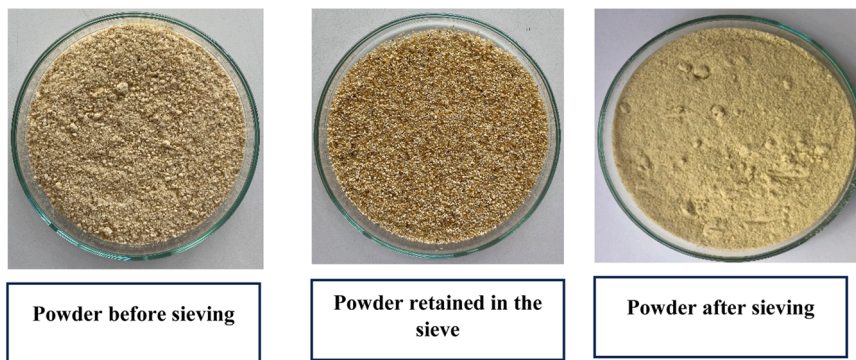 Powder before sieving
Powder retained in the
sieve
Powder after sieving